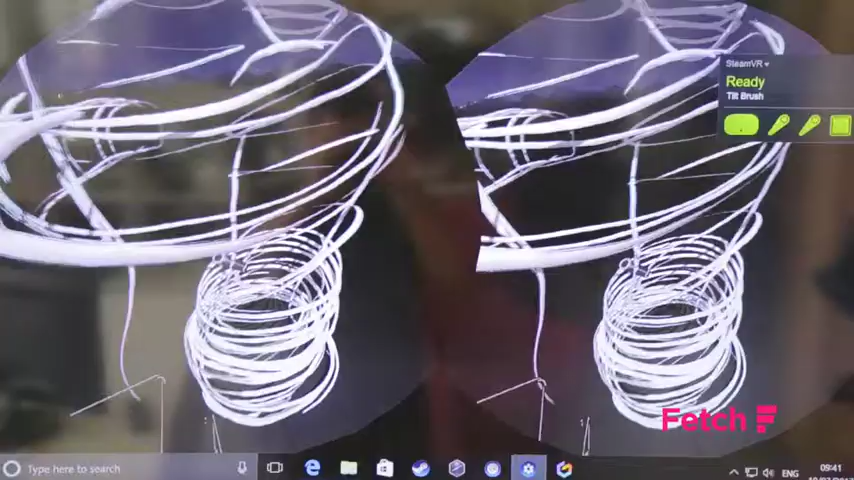 SteamVR
Ready
Tilt Brush
Fetch
Type here to search
ENG
09:41